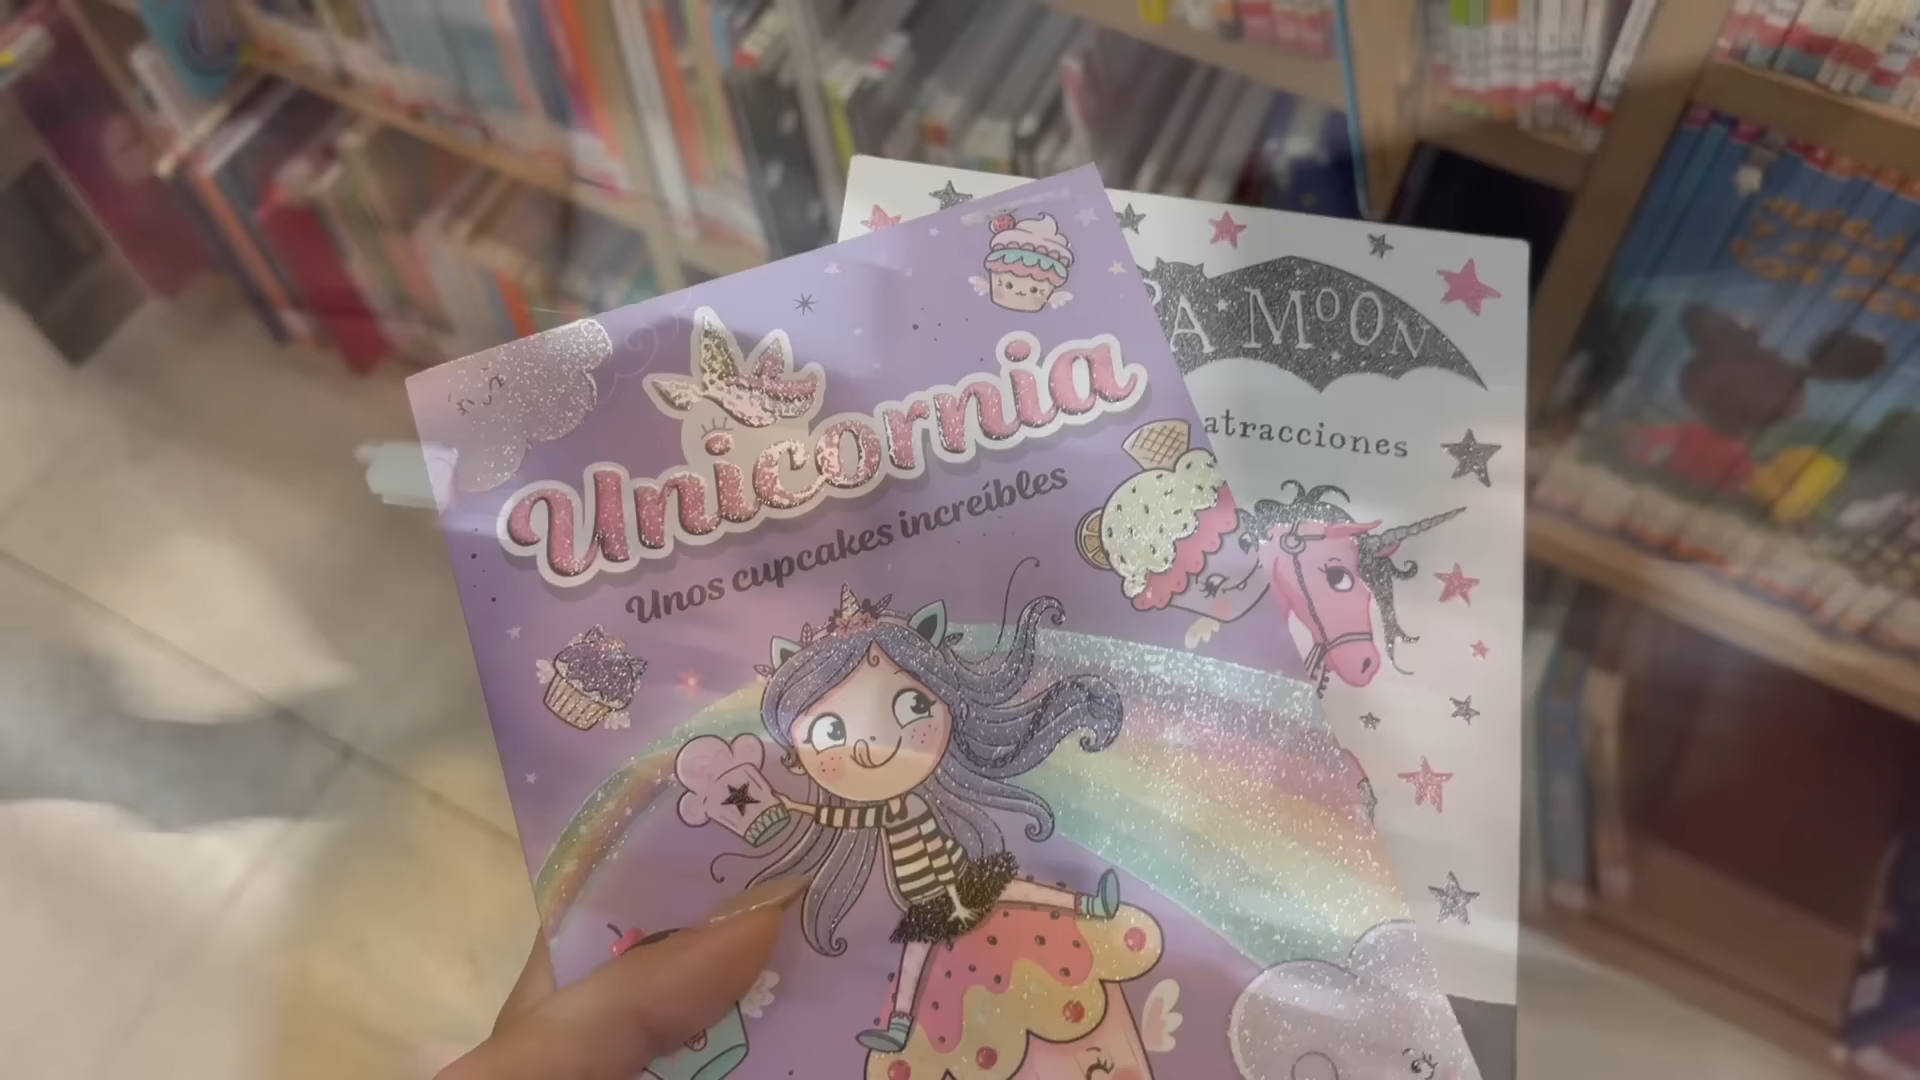 Unicornia
Unos cupcakes increíbles
A MOON
atracciones